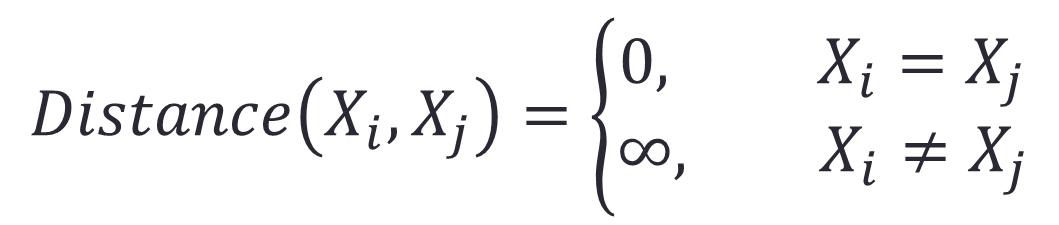 Distance(X_i, X_j) = { 0, X_i = X_j
∞, X_i ≠ X_j